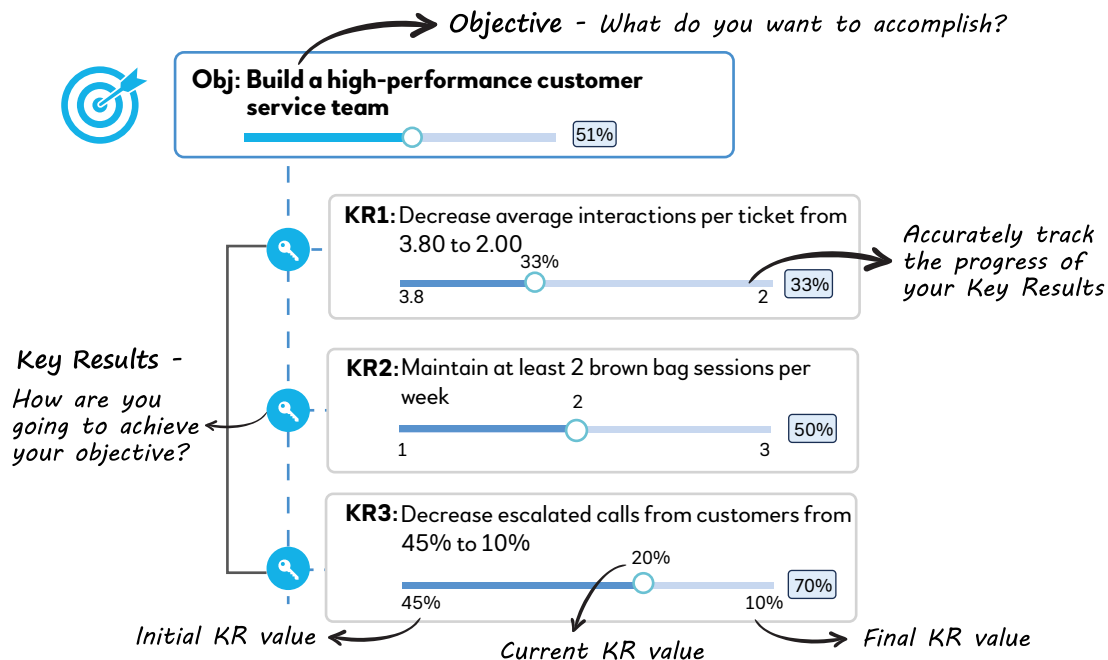 Objective - What do you want to accomplish?
Obj: Build a high-performance customer
service team
51%
KR1: Decrease average interactions per ticket from
3.80 to 2.00
33%
3.8
2
33%
Accurately track
the progress of
your Key Results
Key Results -
How are you
going to achieve
your objective?
KR2: Maintain at least 2 brown bag sessions per
week
2
1
3
50%
KR3: Decrease escalated calls from customers from
45% to 10%
20%
45%
10%
70%
Initial KR value
Current KR value
Final KR value